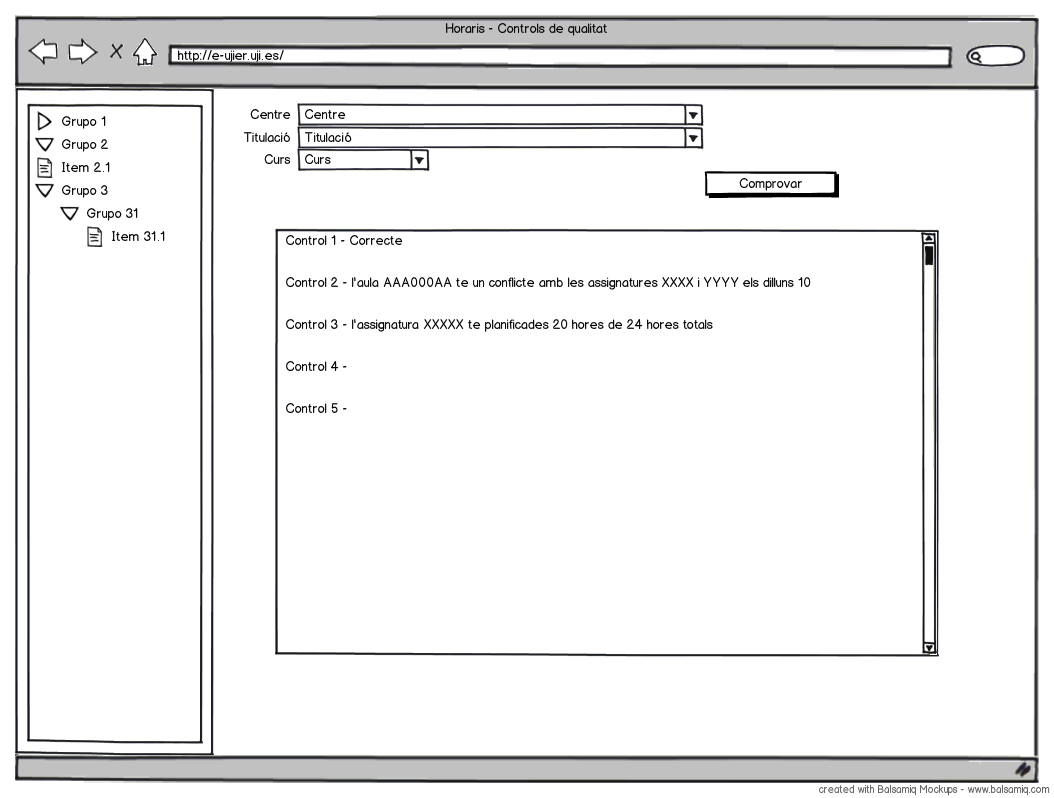 Horaris - Controls de qualitat
http://e-ujier.uji.es/
Grupo 1
Grupo 2
Item 2.1
Grupo 3
Grupo 31
Item 31.1
Centre Centre
Titulació Titulació
Curs Curs
Comprovar
Control 1 - Correcte
Control 2 - l'aula AAA000AA te un conflicte amb les assignatures XXXX i YYYY els dilluns 10
Control 3 - l'assignatura XXXXX te planificades 20 hores de 24 hores totals
Control 4 -
Control 5 -
created with Balsamiq Mockups - www.balsamiq.com